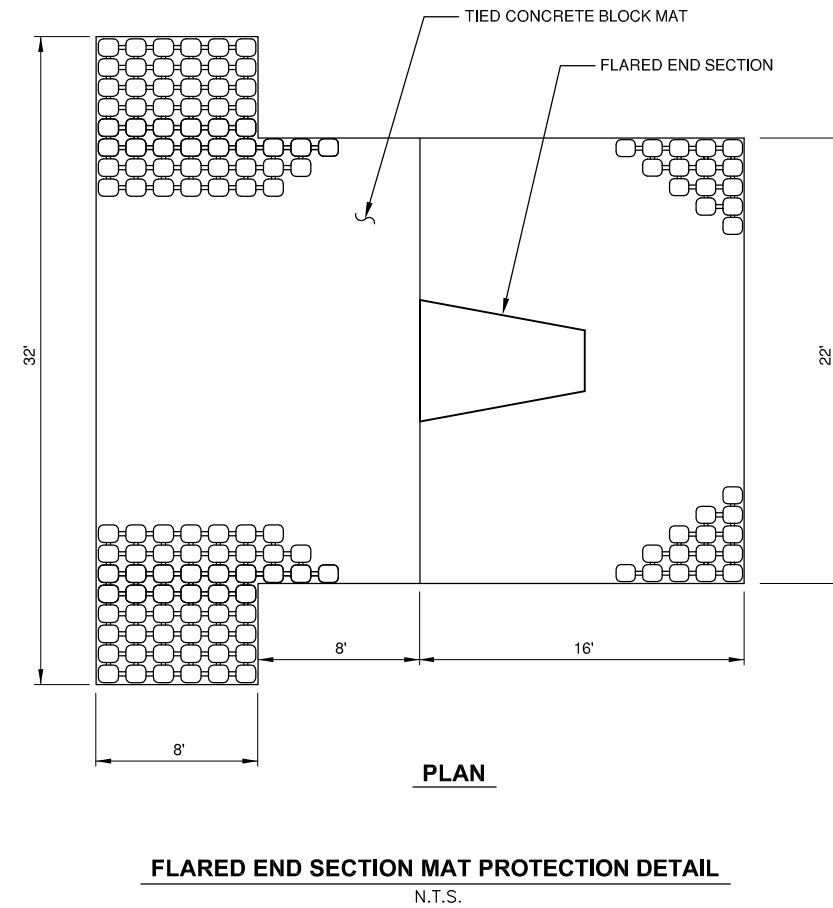 TIED CONCRETE BLOCK MAT
FLARED END SECTION
32'
22'
8'
16'
8'
PLAN
FLARED END SECTION MAT PROTECTION DETAIL
N.T.S.